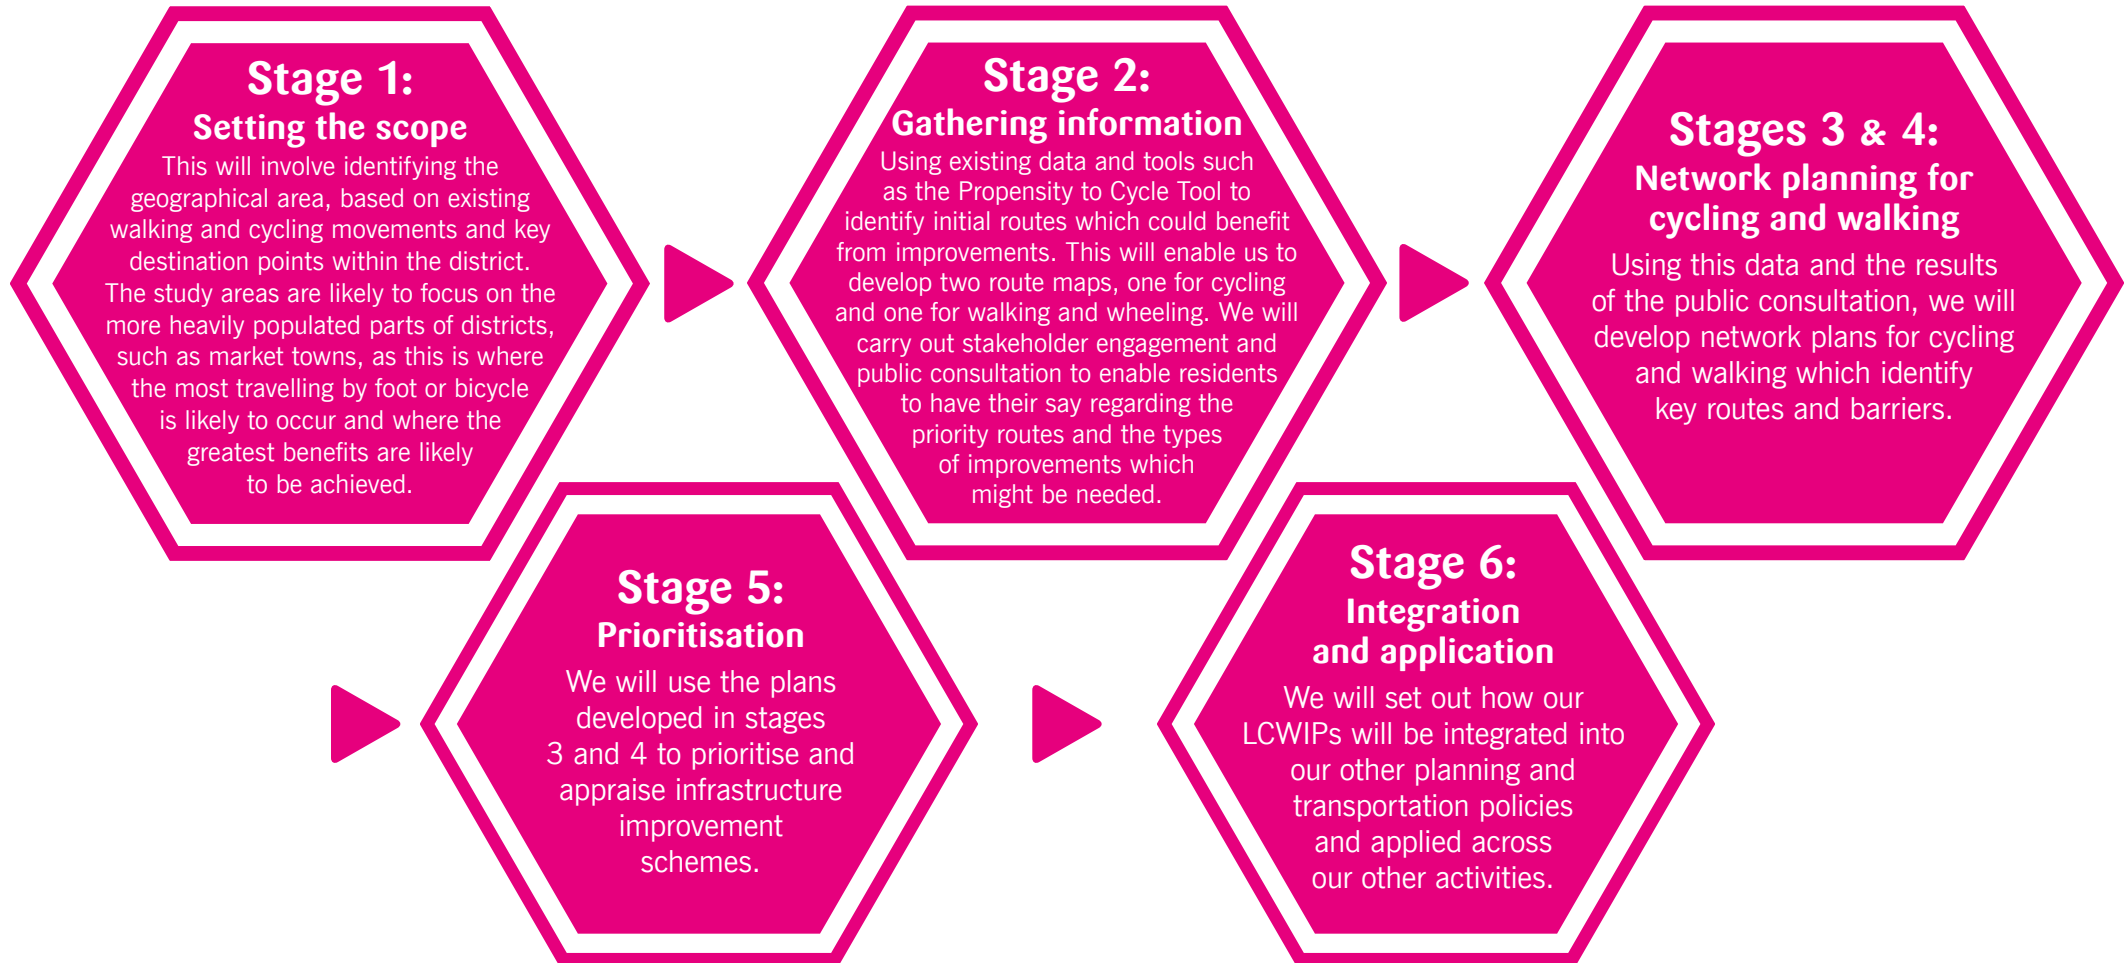 Stage 1:
Setting the scope
This will involve identifying the
geographical area, based on existing
walking and cycling movements and key
destination points within the district.
The study areas are likely to focus on the
more heavily populated parts of districts,
such as market towns, as this is where
the most travelling by foot or bicycle
is likely to occur and where the
greatest benefits are likely
to be achieved.
Stage 2:
Gathering information
Using existing data and tools such
as the Propensity to Cycle Tool to
identify initial routes which could benefit
from improvements. This will enable us to
develop two route maps, one for cycling
and one for walking and wheeling. We will
carry out stakeholder engagement and
public consultation to enable residents
to have their say regarding the
priority routes and the types
of improvements which
might be needed.
Stages 3 & 4:
Network planning for
cycling and walking
Using this data and the results
of the public consultation, we will
develop network plans for cycling
and walking which identify
key routes and barriers.
Stage 5:
Prioritisation
We will use the plans
developed in stages
3 and 4 to prioritise and
appraise infrastructure
improvement
schemes.
Stage 6:
Integration
and application
We will set out how our
LCWIPs will be integrated into
our other planning and
transportation policies
and applied across
our other activities.